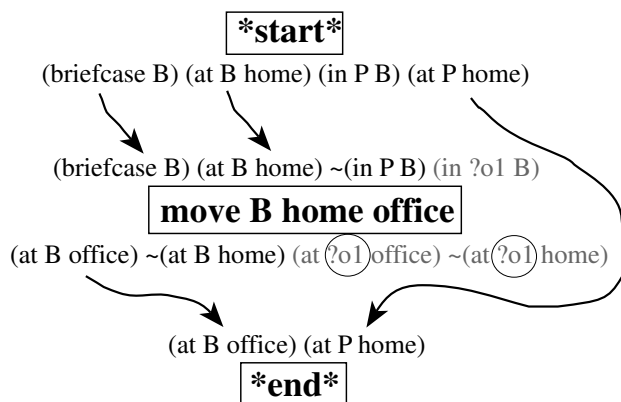 *start*
(briefcase B) (at B home) (in P B) (at P home)
(briefcase B) (at B home) ~(in P B) (in ?o1 B)
move B home office
(at B office) ~(at B home) (at ?o1 office) ~(at ?o1 home)
(at B office) (at P home)
*end*